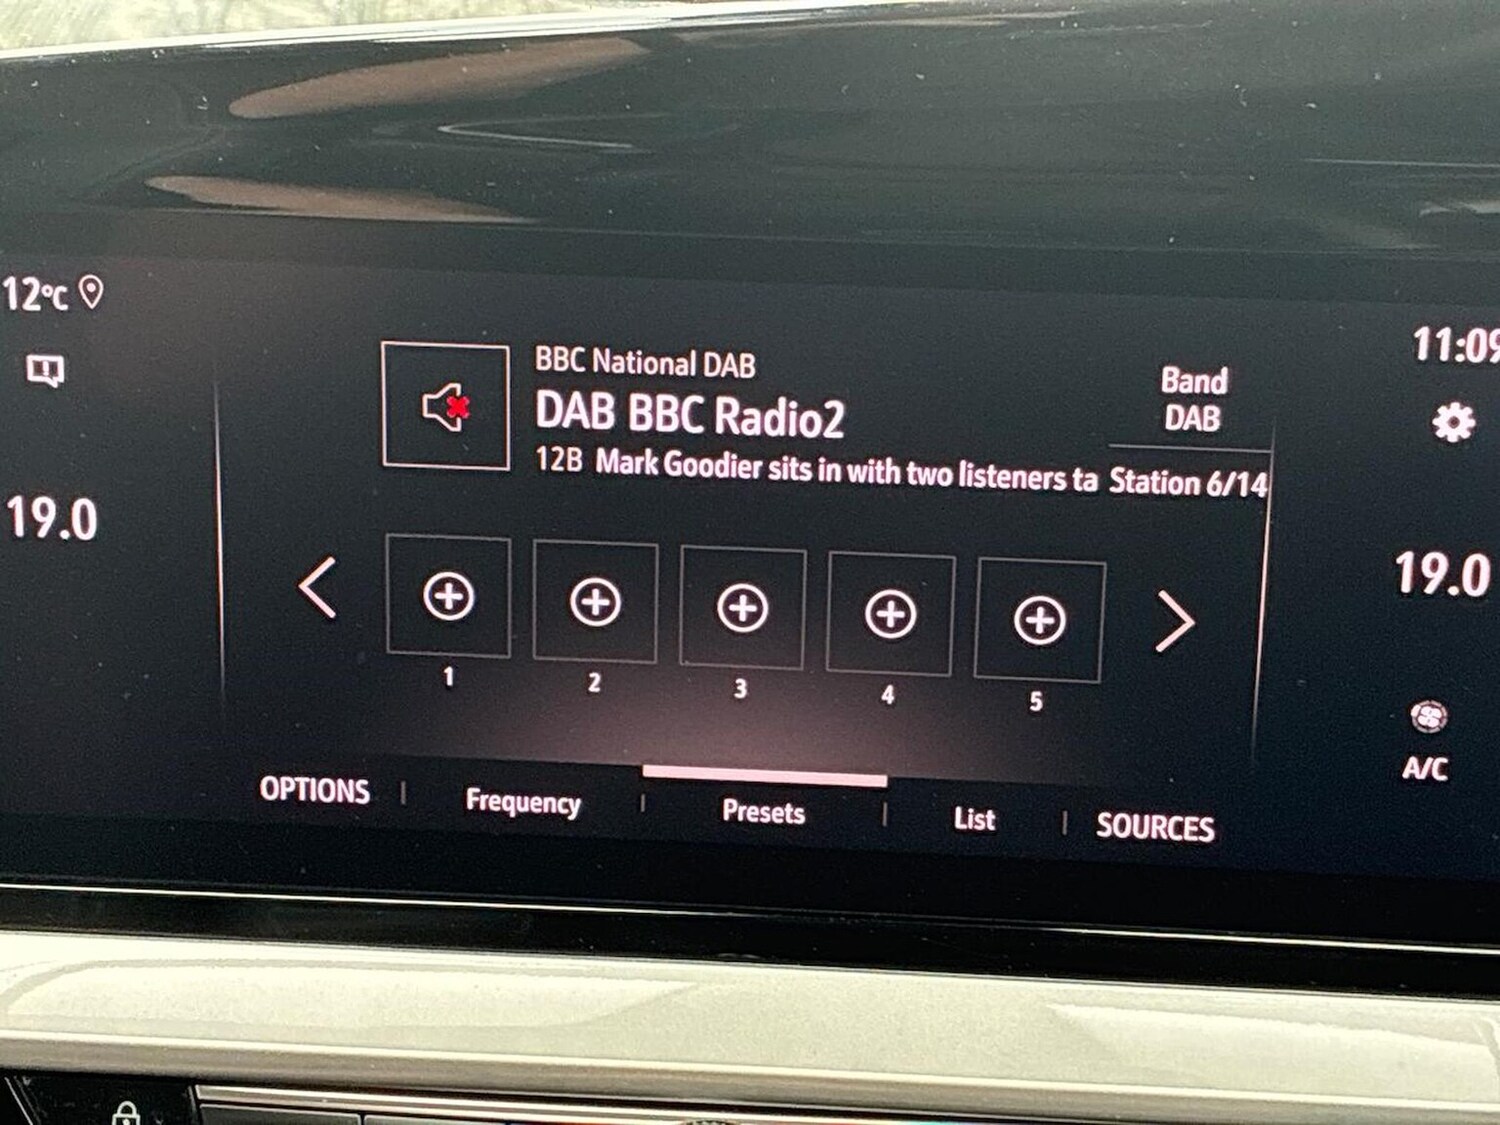 12°C
19.0
BBC National DAB
DAB BBC Radio2
12B Mark Goodier sits in with two listeners ta
Band
DAB
Station 6/14
1 2 3 4 5
OPTIONS | Frequency | Presets | List | SOURCES
11:09
19.0
A/C